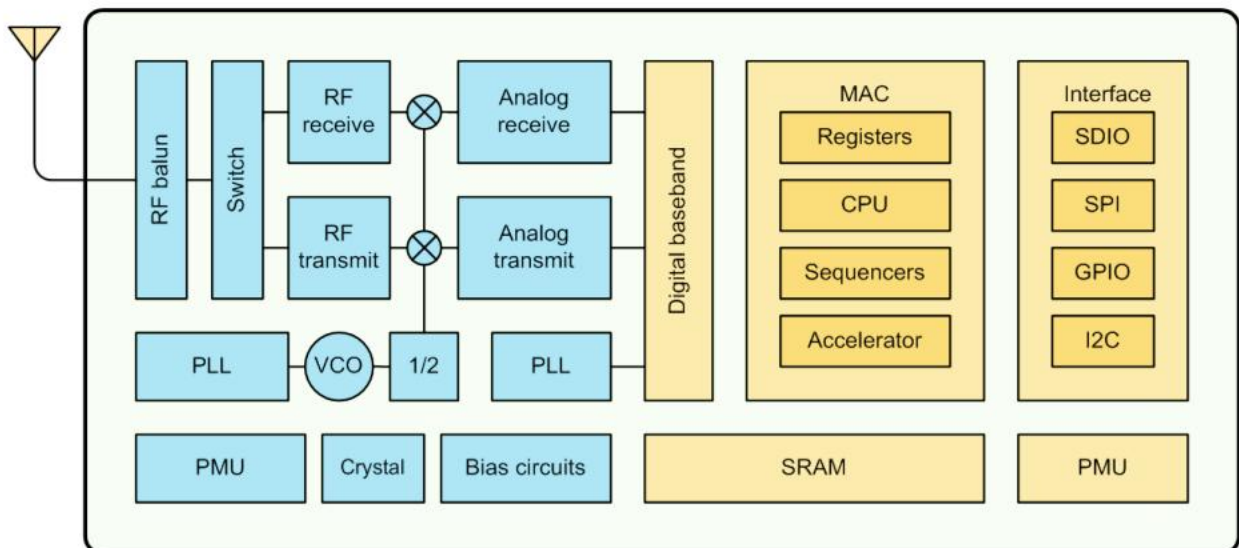 RF balun
Switch
RF
receive
Analog
receive
RF
transmit
Analog
transmit
PLL
VCO
1/2
PLL
Digital baseband
MAC
Registers
CPU
Sequencers
Accelerator
Interface
SDIO
SPI
GPIO
I2C
PMU
Crystal
Bias circuits
SRAM
PMU